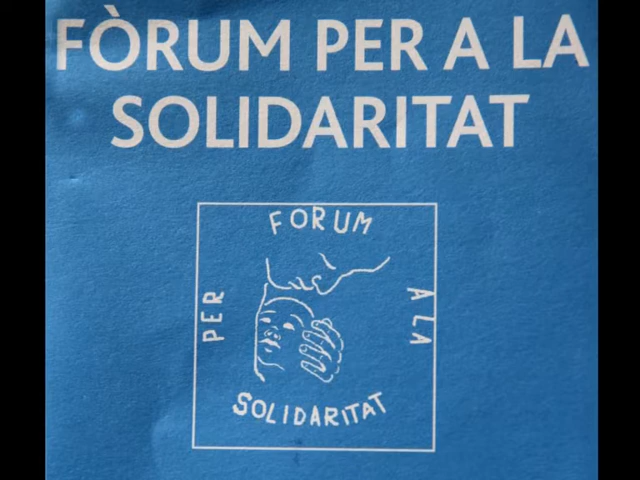 FÒRUM PER A LA
SOLIDARITAT
FORUM
PER
A LA
SOLIDARITAT